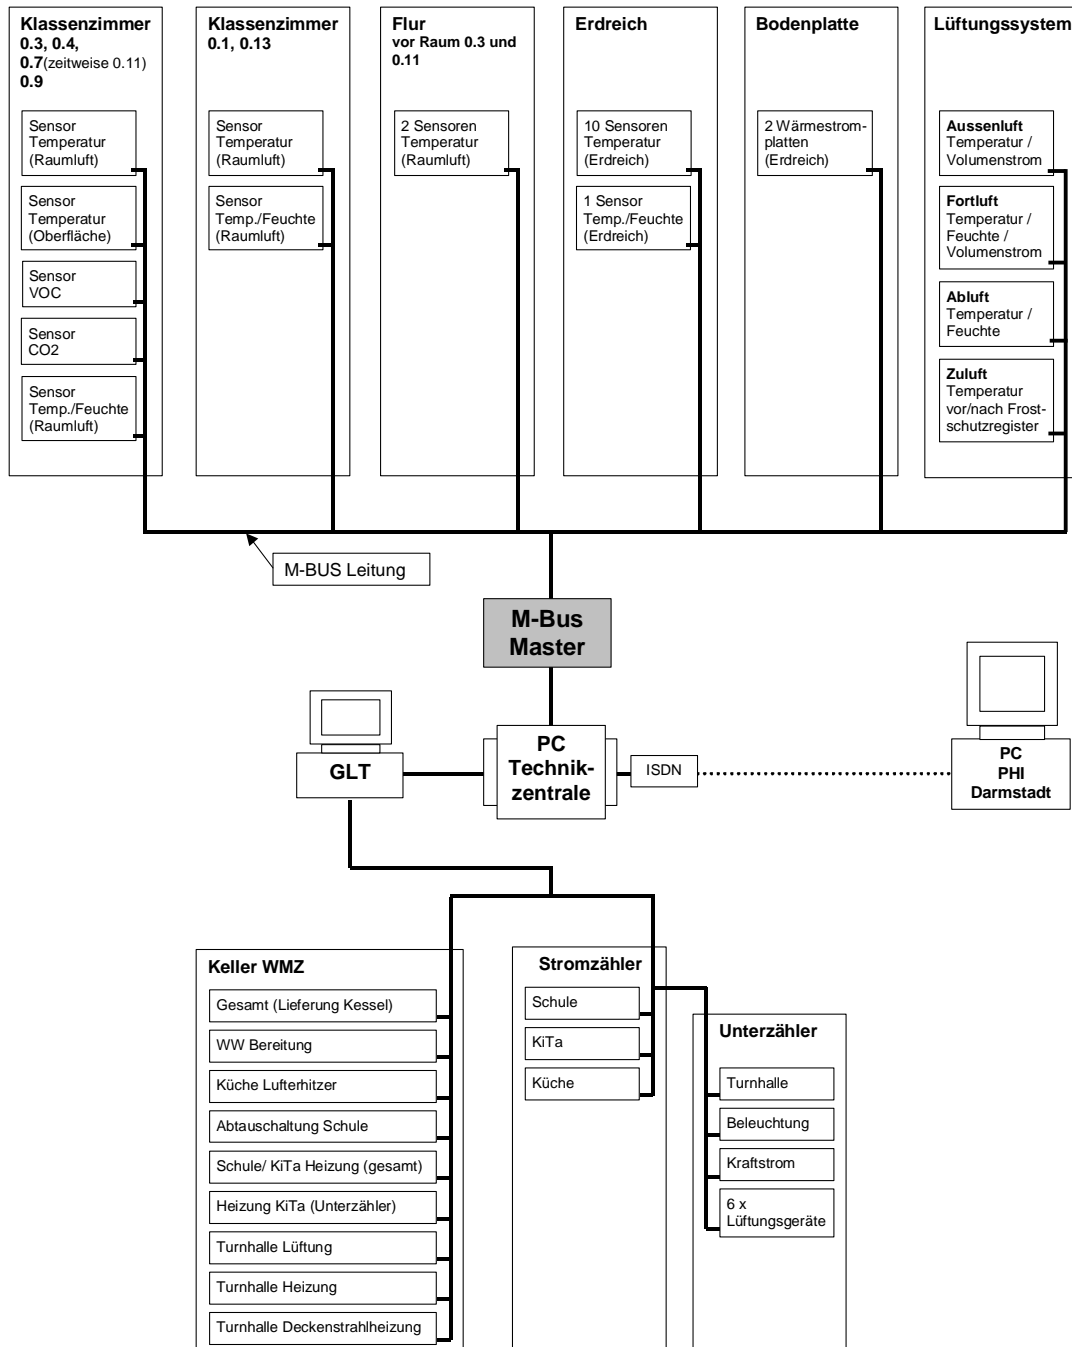 Klassenzimmer
0.3, 0.4,
0.7(zeitweise 0.11)
0.9
Sensor
Temperatur
(Raumluft)
Sensor
Temperatur
(Oberfläche)
Sensor
VOC
Sensor
CO2
Sensor
Temp./Feuchte
(Raumluft)
Klassenzimmer
0.1, 0.13
Sensor
Temperatur
(Raumluft)
Sensor
Temp./Feuchte
(Raumluft)
Flur
vor Raum 0.3 und
0.11
2 Sensoren
Temperatur
(Raumluft)
Erdreich
10 Sensoren
Temperatur
(Erdreich)
1 Sensor
Temp./Feuchte
(Erdreich)
Bodenplatte
2 Wärmestrom-
platten
(Erdreich)
Lüftungssystem
Aussenluft
Temperatur /
Volumenstrom
Fortluft
Temperatur /
Feuchte /
Volumenstrom
Abluft
Temperatur /
Feuchte
Zuluft
Temperatur
vor/nach Frost-
schutzregister
M-BUS Leitung
M-Bus
Master
GLT
PC
Technik-
zentrale
ISDN
PC
PHI
Darmstadt
Keller WMZ
Gesamt (Lieferung Kessel)
WW Bereitung
Küche Lufterhitzer
Abtauschaltung Schule
Schule/ KiTa Heizung (gesamt)
Heizung KiTa (Unterzähler)
Turnhalle Lüftung
Turnhalle Heizung
Turnhalle Deckenstrahlheizung
Stromzähler
Schule
KiTa
Küche
Unterzähler
Turnhalle
Beleuchtung
Kraftstrom
6 x
Lüftungsgeräte